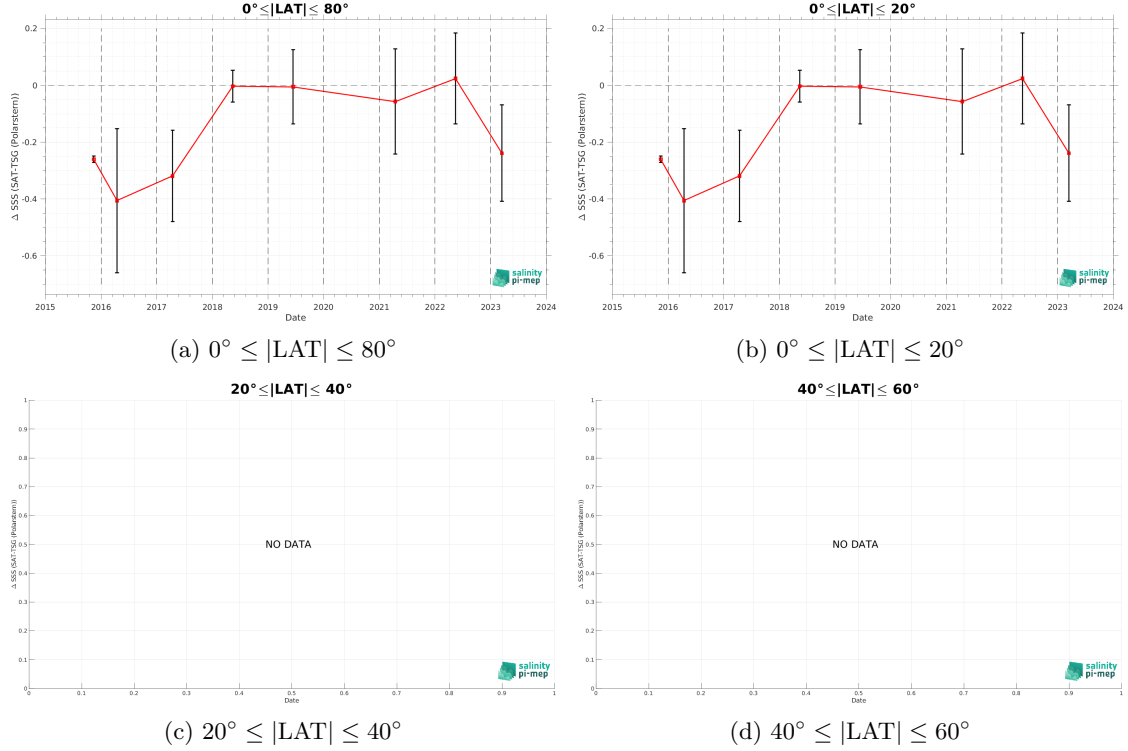 0°≤|LAT|≤ 80°
0.2
0
-0.2
-0.4
-0.6
Δ SSS (SAT-TSG (Polarstern))
2015 2016 2017 2018 2019 2020 2021 2022 2023 2024
Date
salinity
pi-mep
(a) 0° ≤ |LAT| ≤ 80°
0°≤|LAT|≤ 20°
0.2
0
-0.2
-0.4
-0.6
Δ SSS (SAT-TSG (Polarstern))
2015 2016 2017 2018 2019 2020 2021 2022 2023 2024
Date
salinity
pi-mep
(b) 0° ≤ |LAT| ≤ 20°
20°≤|LAT|≤ 40°
1
0.9
0.8
0.7
0.6
0.5
0.4
0.3
0.2
0.1
0
Δ SSS (SAT-TSG (Polarstern))
NO DATA
0 0.1 0.2 0.3 0.4 0.5 0.6 0.7 0.8 0.9 1
Date
salinity
pi-mep
(c) 20° ≤ |LAT| ≤ 40°
40°≤|LAT|≤ 60°
1
0.9
0.8
0.7
0.6
0.5
0.4
0.3
0.2
0.1
0
Δ SSS (SAT-TSG (Polarstern))
NO DATA
0 0.1 0.2 0.3 0.4 0.5 0.6 0.7 0.8 0.9 1
Date
salinity
pi-mep
(d) 40° ≤ |LAT| ≤ 60°